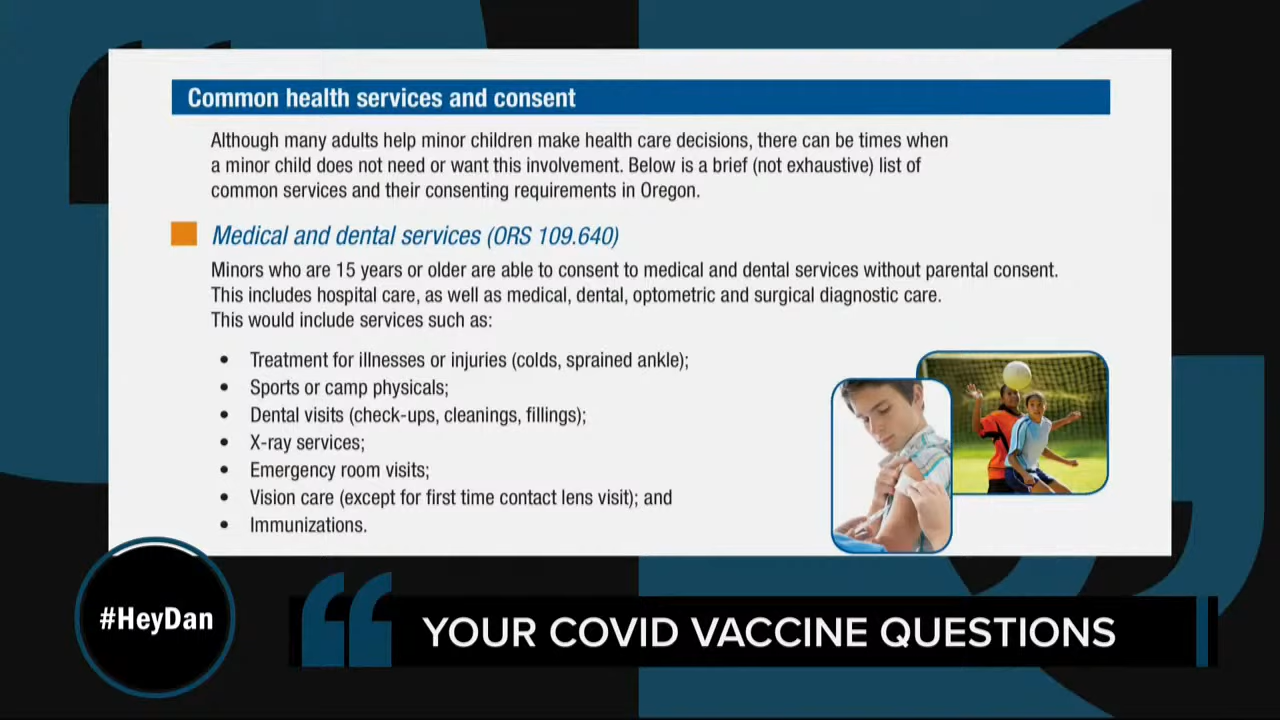 Common health services and consent
Although many adults help minor children make health care decisions, there can be times when
a minor child does not need or want this involvement. Below is a brief (not exhaustive) list of
common services and their consenting requirements in Oregon.
Medical and dental services (ORS 109.640)
Minors who are 15 years or older are able to consent to medical and dental services without parental consent.
This includes hospital care, as well as medical, dental, optometric and surgical diagnostic care.
This would include services such as:
• Treatment for illnesses or injuries (colds, sprained ankle);
• Sports or camp physicals;
• Dental visits (check-ups, cleanings, fillings);
• X-ray services;
• Emergency room visits;
• Vision care (except for first time contact lens visit); and
• Immunizations.
#HeyDan
YOUR COVID VACCINE QUESTIONS